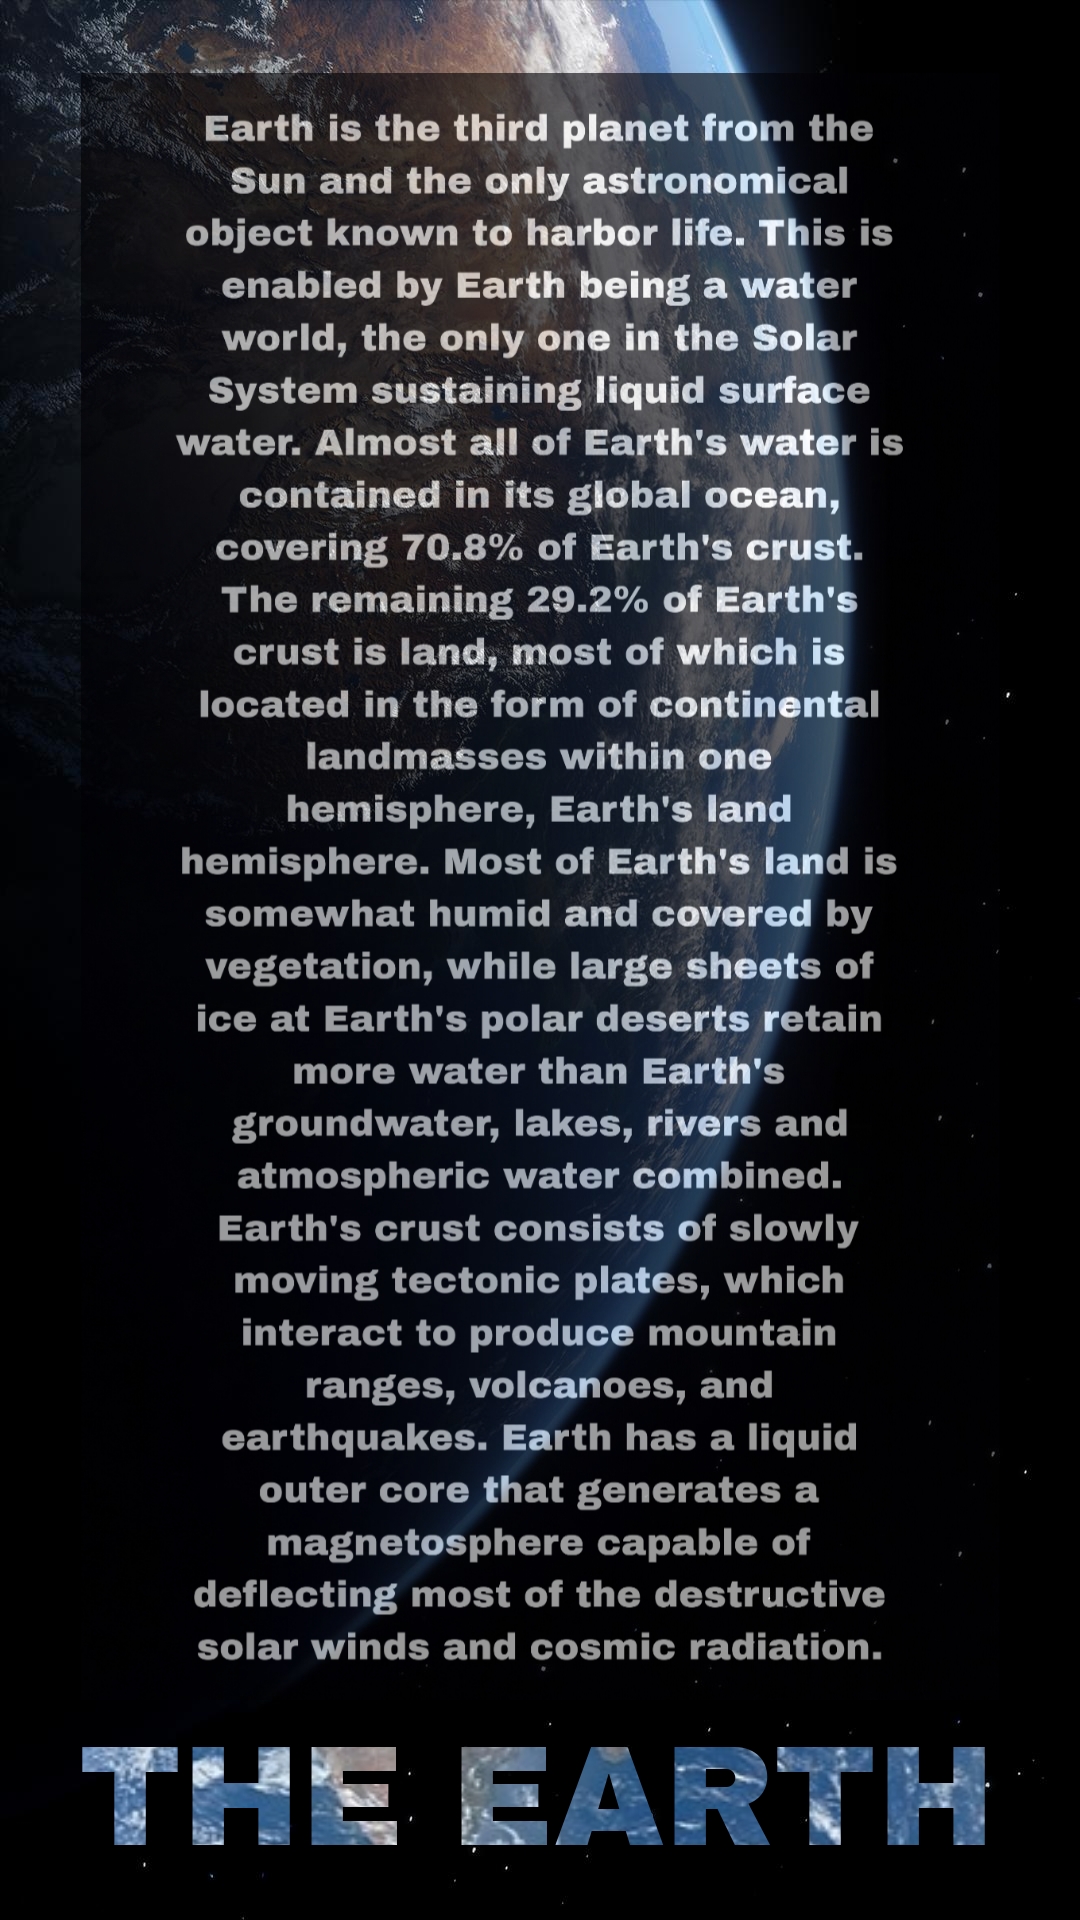 Earth is the third planet from the
Sun and the only astronomical
object known to harbor life. This is
enabled by Earth being a water
world, the only one in the Solar
System sustaining liquid surface
water. Almost all of Earth's water is
contained in its global ocean,
covering 70.8% of Earth's crust.
The remaining 29.2% of Earth's
crust is land, most of which is
located in the form of continental
landmasses within one
hemisphere, Earth's land
hemisphere. Most of Earth's land is
somewhat humid and covered by
vegetation, while large sheets of
ice at Earth's polar deserts retain
more water than Earth's
groundwater, lakes, rivers and
atmospheric water combined.
Earth's crust consists of slowly
moving tectonic plates, which
interact to produce mountain
ranges, volcanoes, and
earthquakes. Earth has a liquid
outer core that generates a
magnetosphere capable of
deflecting most of the destructive
solar winds and cosmic radiation.
THE EARTH